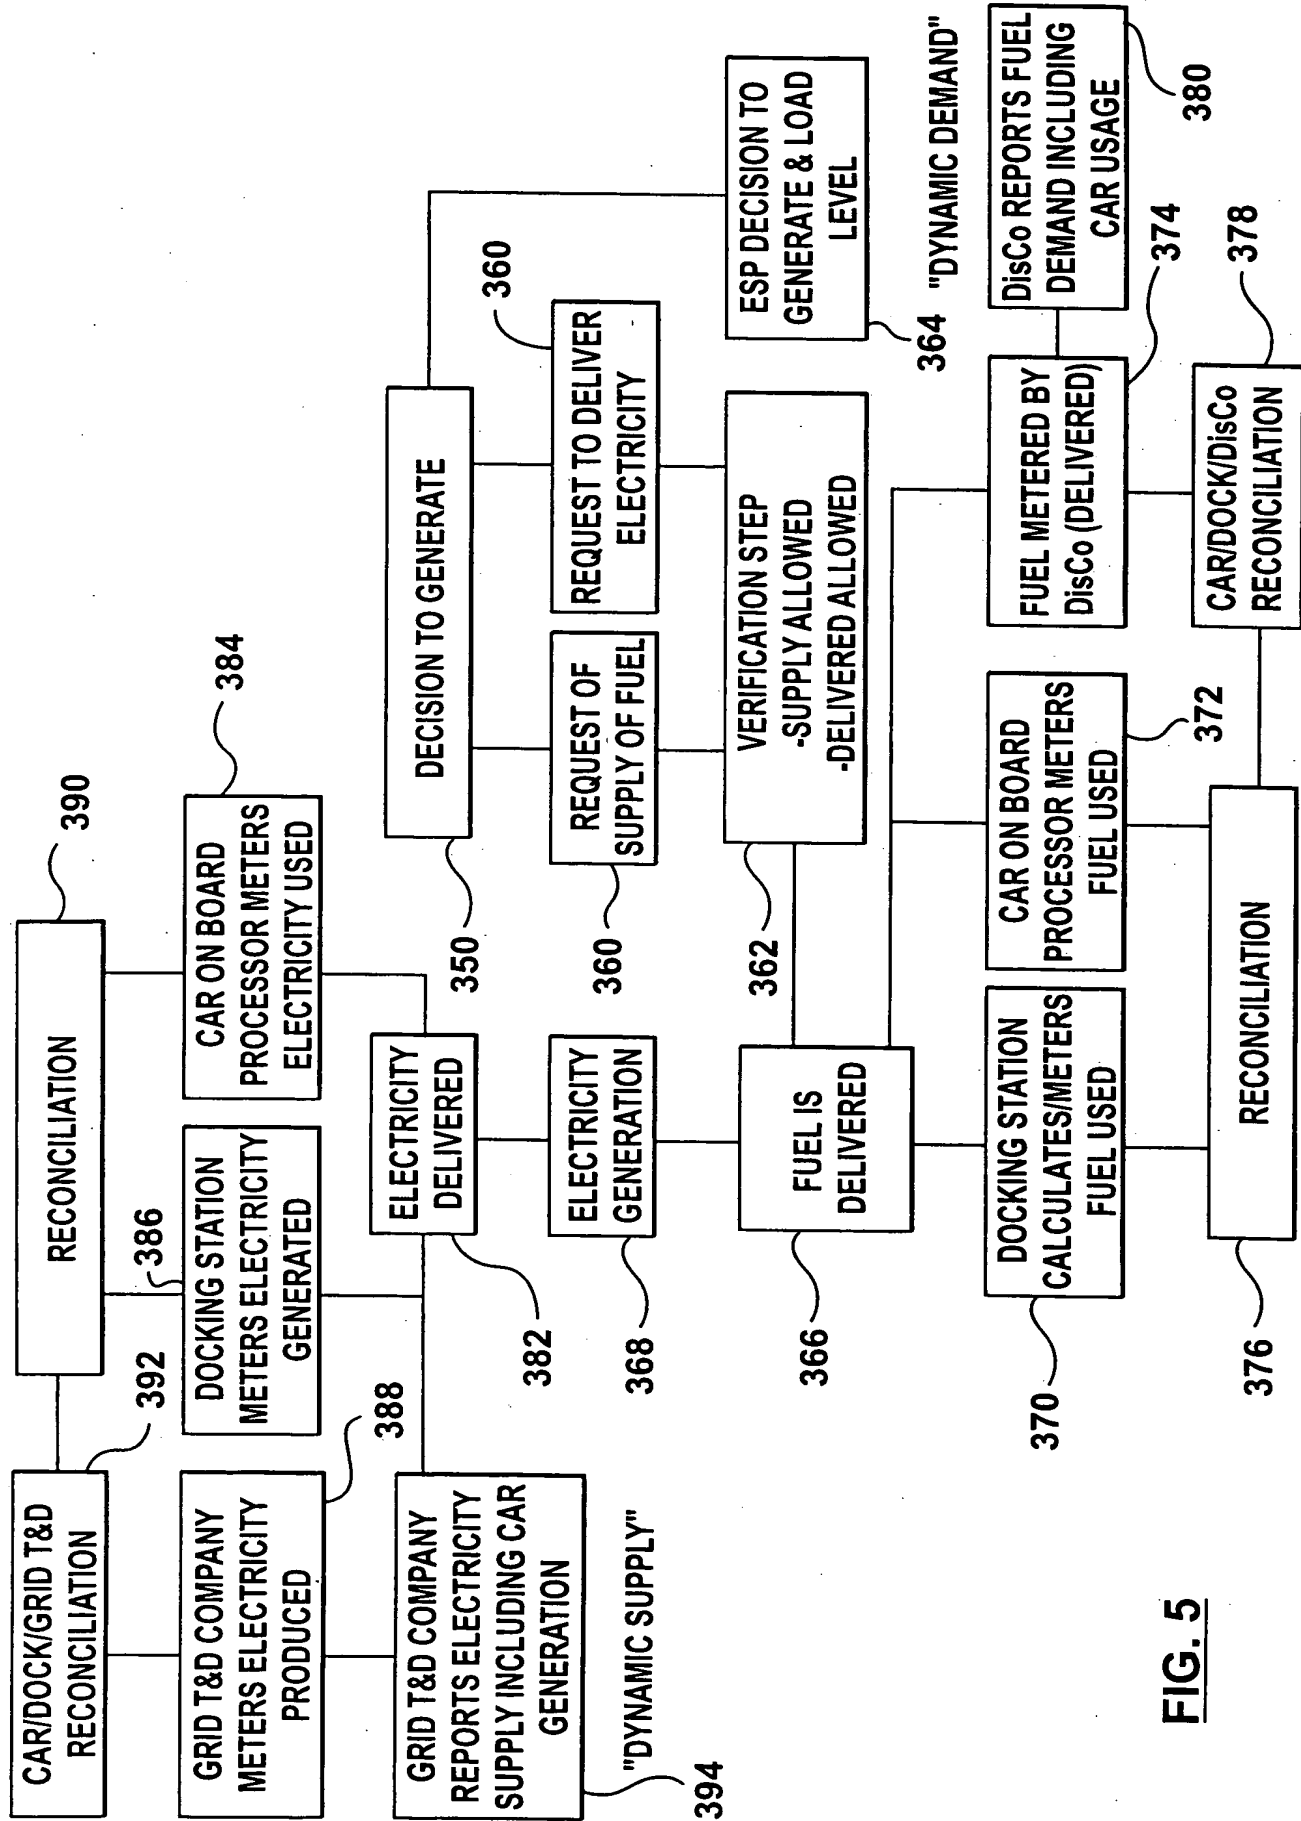 CAR/DOCK/GRID T&D
RECONCILIATION
392
RECONCILIATION
390
GRID T&D COMPANY
METERS ELECTRICITY
PRODUCED
388
DOCKING STATION
METERS ELECTRICITY
GENERATED
386
CAR ON BOARD
PROCESSOR METERS
ELECTRICITY USED
384
GRID T&D COMPANY
REPORTS ELECTRICITY
SUPPLY INCLUDING CAR
GENERATION
"DYNAMIC SUPPLY"
394
ELECTRICITY
DELIVERED
382
DECISION TO GENERATE
350
ELECTRICITY
GENERATION
368
REQUEST OF
SUPPLY OF FUEL
360
REQUEST TO DELIVER
ELECTRICITY
360
FUEL IS
DELIVERED
366
VERIFICATION STEP
-SUPPLY ALLOWED
-DELIVERED ALLOWED
362
ESP DECISION TO
GENERATE & LOAD
LEVEL
364
"DYNAMIC DEMAND"
DOCKING STATION
CALCULATES/METERS
FUEL USED
370
CAR ON BOARD
PROCESSOR METERS
FUEL USED
372
FUEL METERED BY
DisCo (DELIVERED)
374
DisCo REPORTS FUEL
DEMAND INCLUDING
CAR USAGE
380
RECONCILIATION
376
CAR/DOCK/DisCo
RECONCILIATION
378
FIG. 5